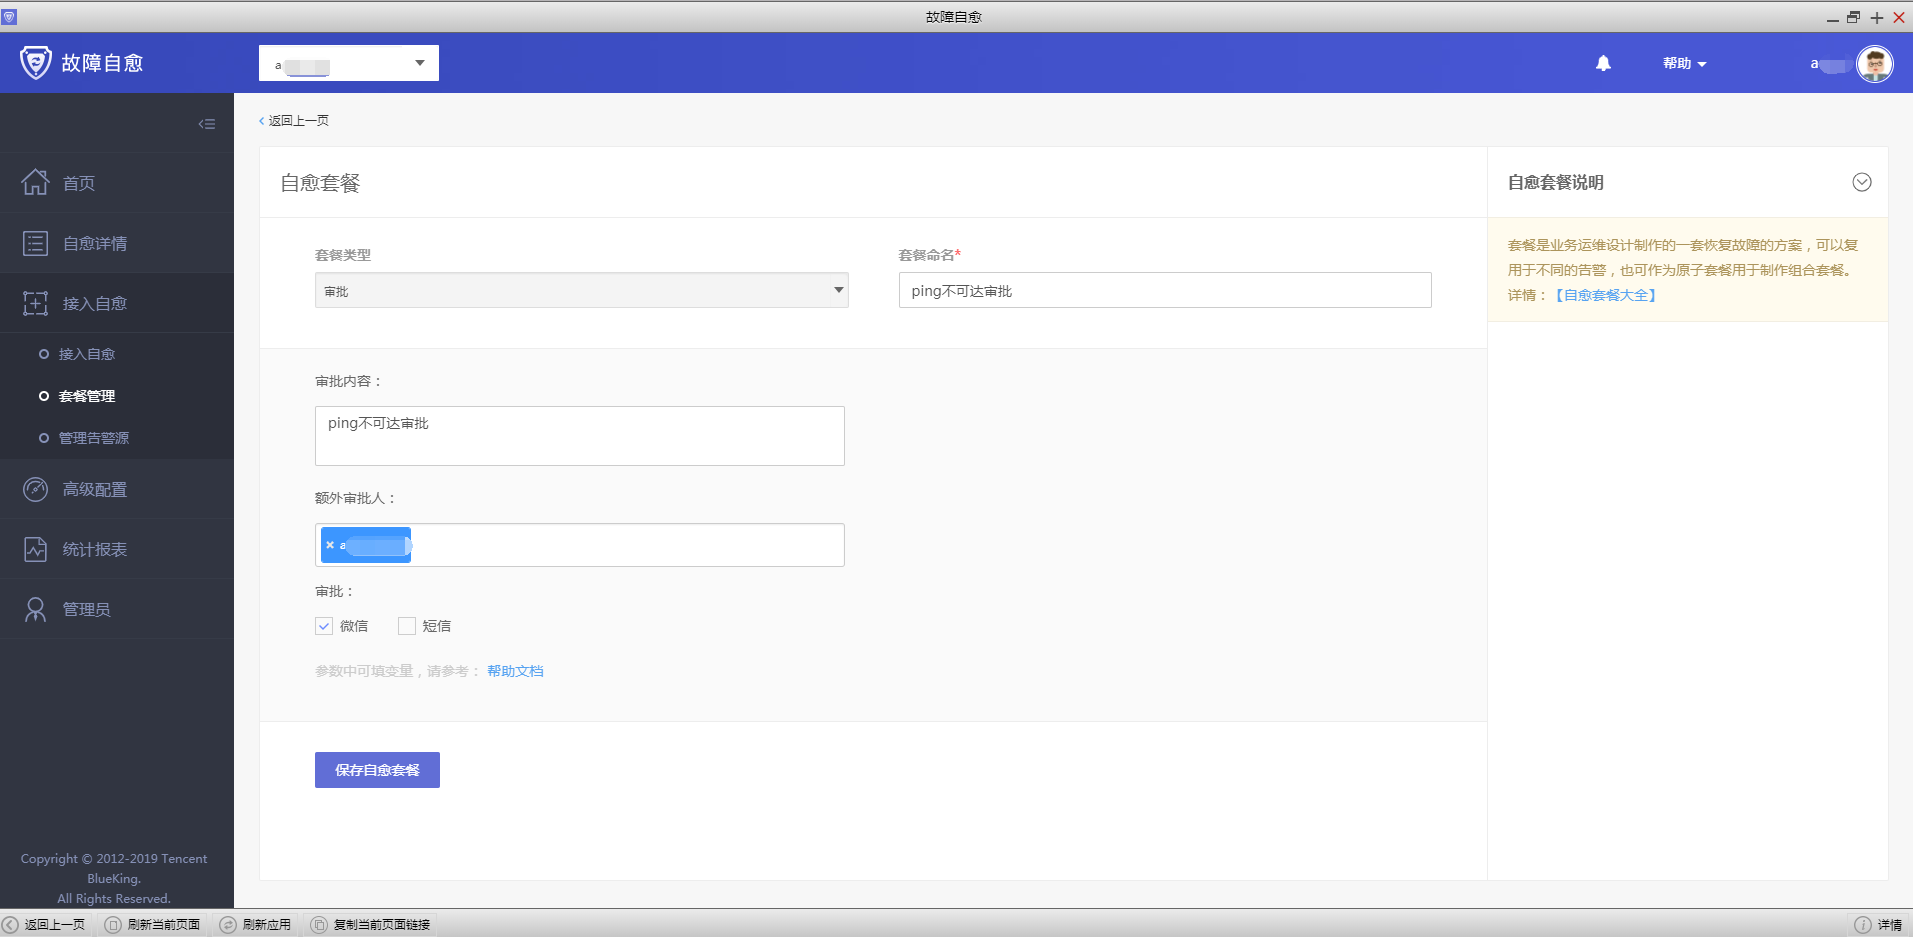 故障自愈
故障自愈
a
帮助
a
返回上一页
首页
自愈详情
接入自愈
接入自愈
套餐管理
管理告警源
高级配置
统计报表
管理员
Copyright © 2012-2019 Tencent
BlueKing.
All Rights Reserved.
自愈套餐
套餐类型
审批
套餐命名*
ping不可达审批
审批内容：
ping不可达审批
额外审批人：
× a
审批：
微信
短信
参数中可填变量，请参考： 帮助文档
保存自愈套餐
自愈套餐说明
套餐是业务运维设计制作的一套恢复故障的方案，可以复
用于不同的告警，也可作为原子套餐用于制作组合套餐。
详情：【自愈套餐大全】
返回上一页
刷新当前页面
刷新应用
复制当前页面链接
详情